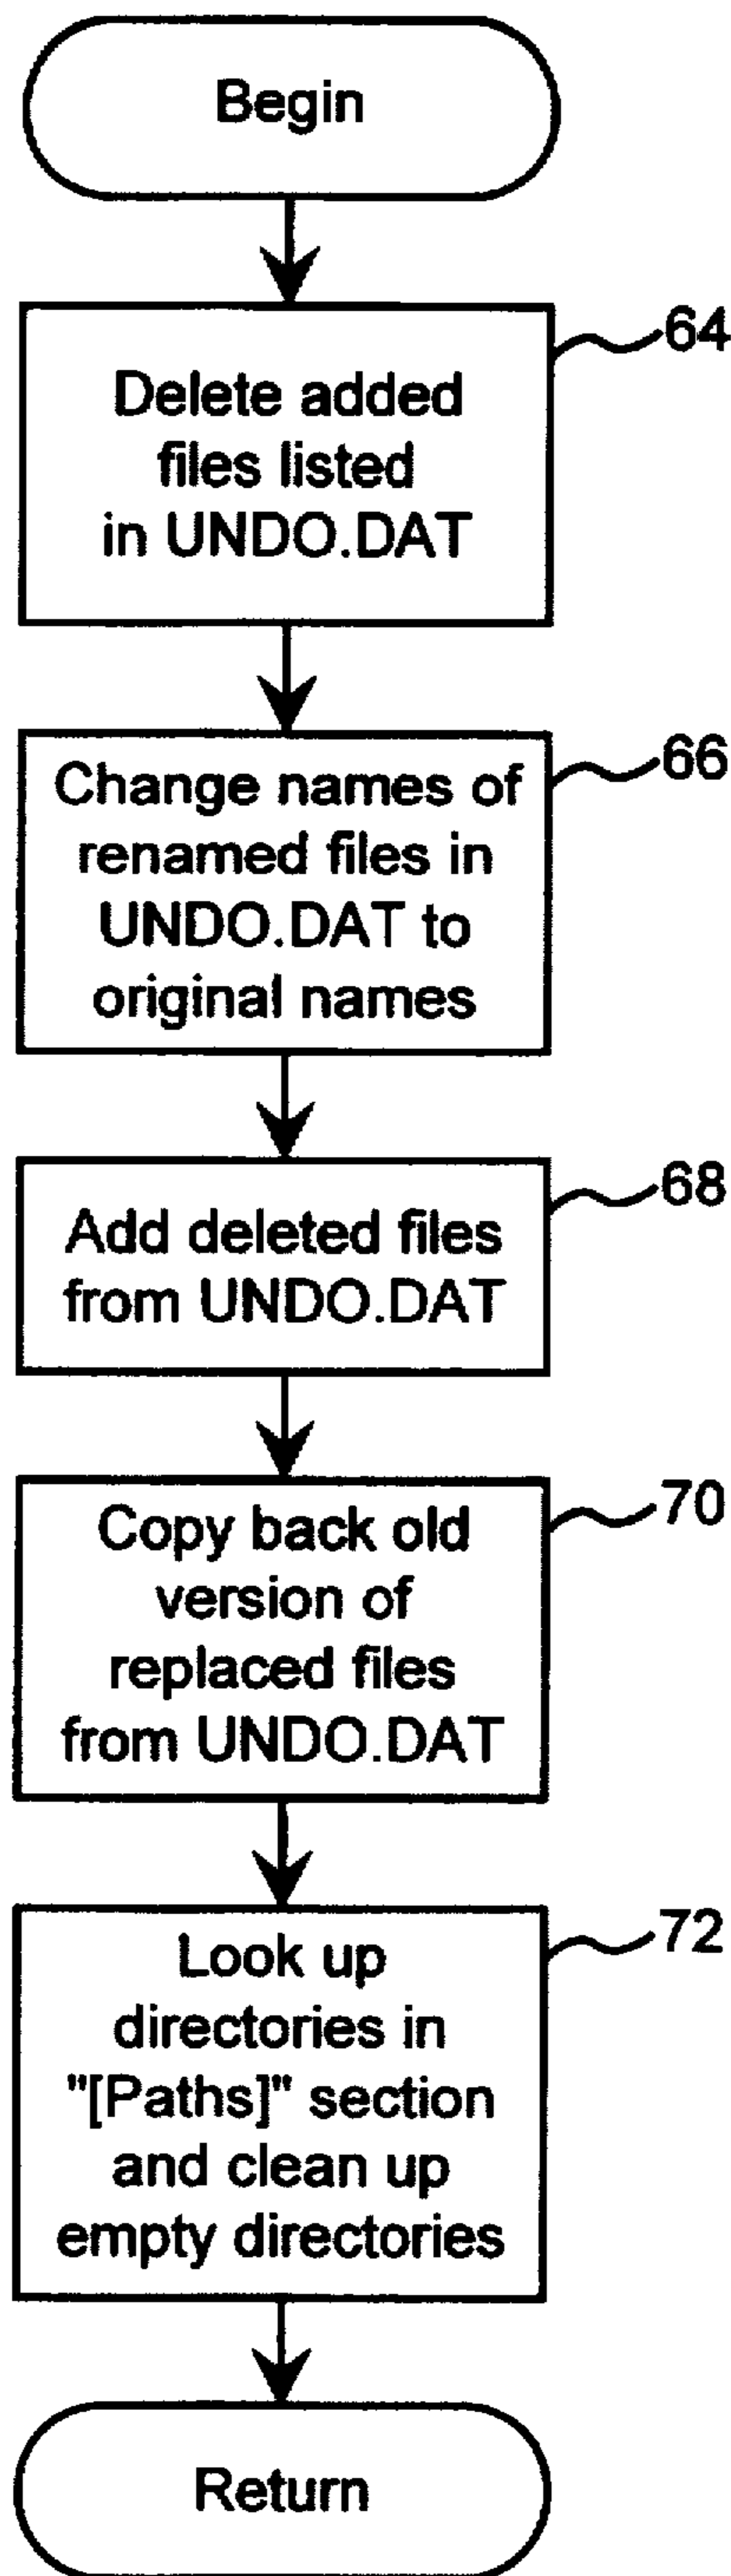 Begin
64
Delete added
files listed
in UNDO.DAT
66
Change names of
renamed files in
UNDO.DAT to
original names
68
Add deleted files
from UNDO.DAT
70
Copy back old
version of
replaced files
from UNDO.DAT
72
Look up
directories in
"[Paths]" section
and clean up
empty directories
Return